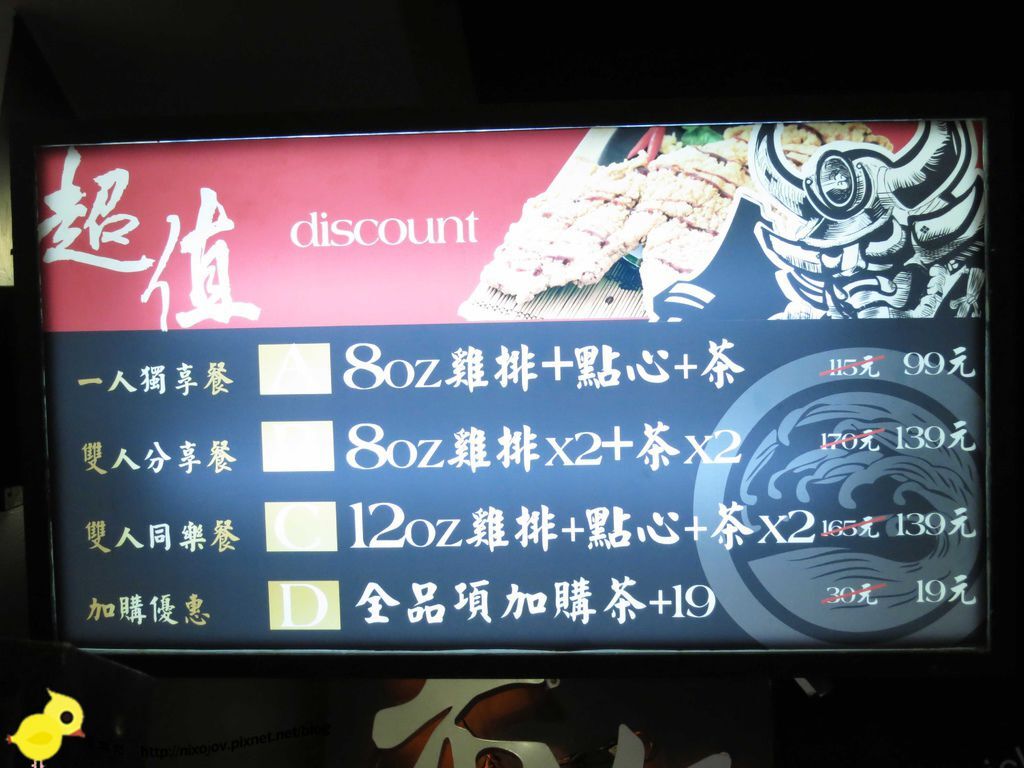 超值 discount
一人獨享餐 A 8oz雞排+點心+茶 115元 99元
雙人分享餐 8oz雞排x2+茶x2 170元 139元
雙人同樂餐 C 12oz雞排+點心+茶x2 165元 139元
加購優惠 D 全品項加購茶+19 30元 19元
http://nixojov.pixnet.net/blog